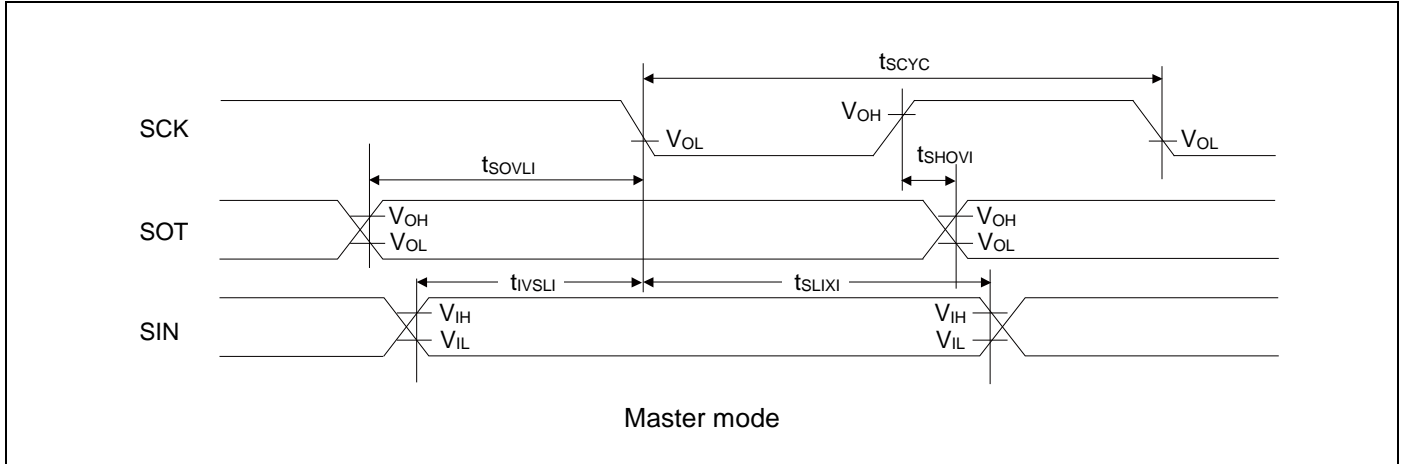 tSCYC
SCK
VOH
VOL
VOL
tSHOVI
tSOVLI
SOT
VOH
VOL
VOH
VOL
tIVSLI
tSLIXI
SIN
VIH
VIL
VIH
VIL
Master mode